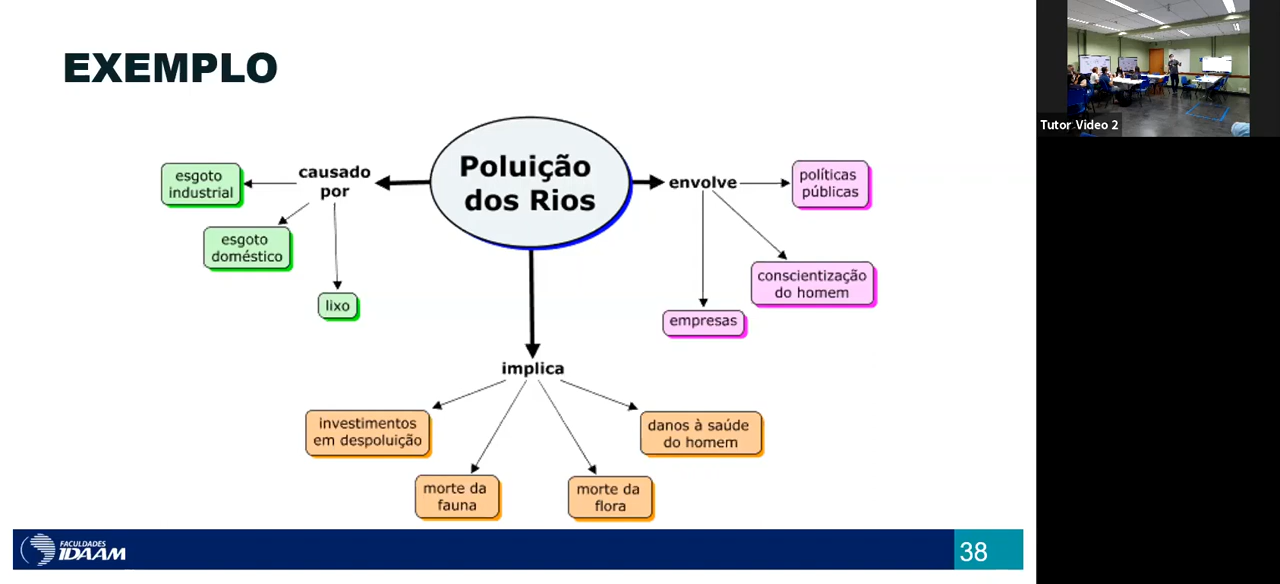 EXEMPLO
Tutor Video 2
Poluição
dos Rios
causado
por
esgoto
industrial
esgoto
doméstico
lixo
envolve
políticas
públicas
conscientização
do homem
empresas
implica
investimentos
em despoluição
morte da
fauna
morte da
flora
danos à saúde
do homem
FACULDADES
IDAAM
38